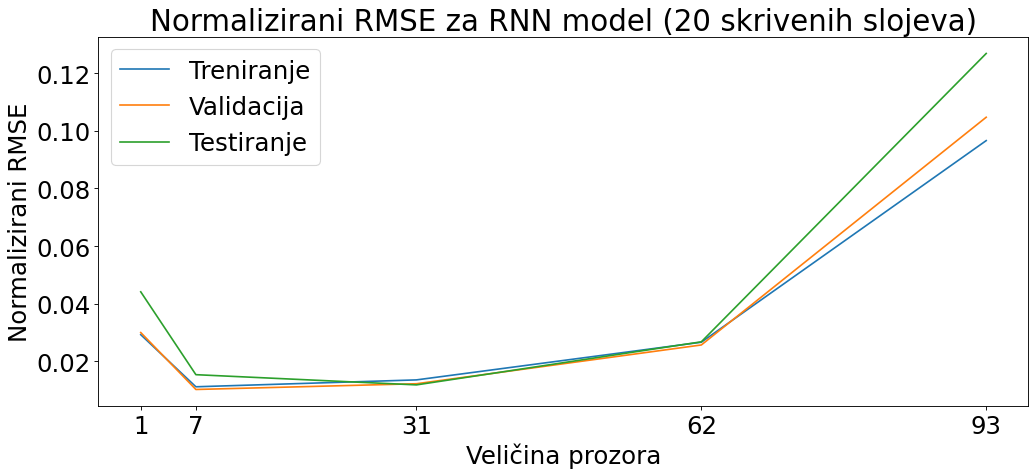 Normalizirani RMSE za RNN model (20 skrivenih slojeva)
Treniranje
Validacija
Testiranje
Normalizirani RMSE
0.12
0.10
0.08
0.06
0.04
0.02
1 7 31 62 93
Veličina prozora